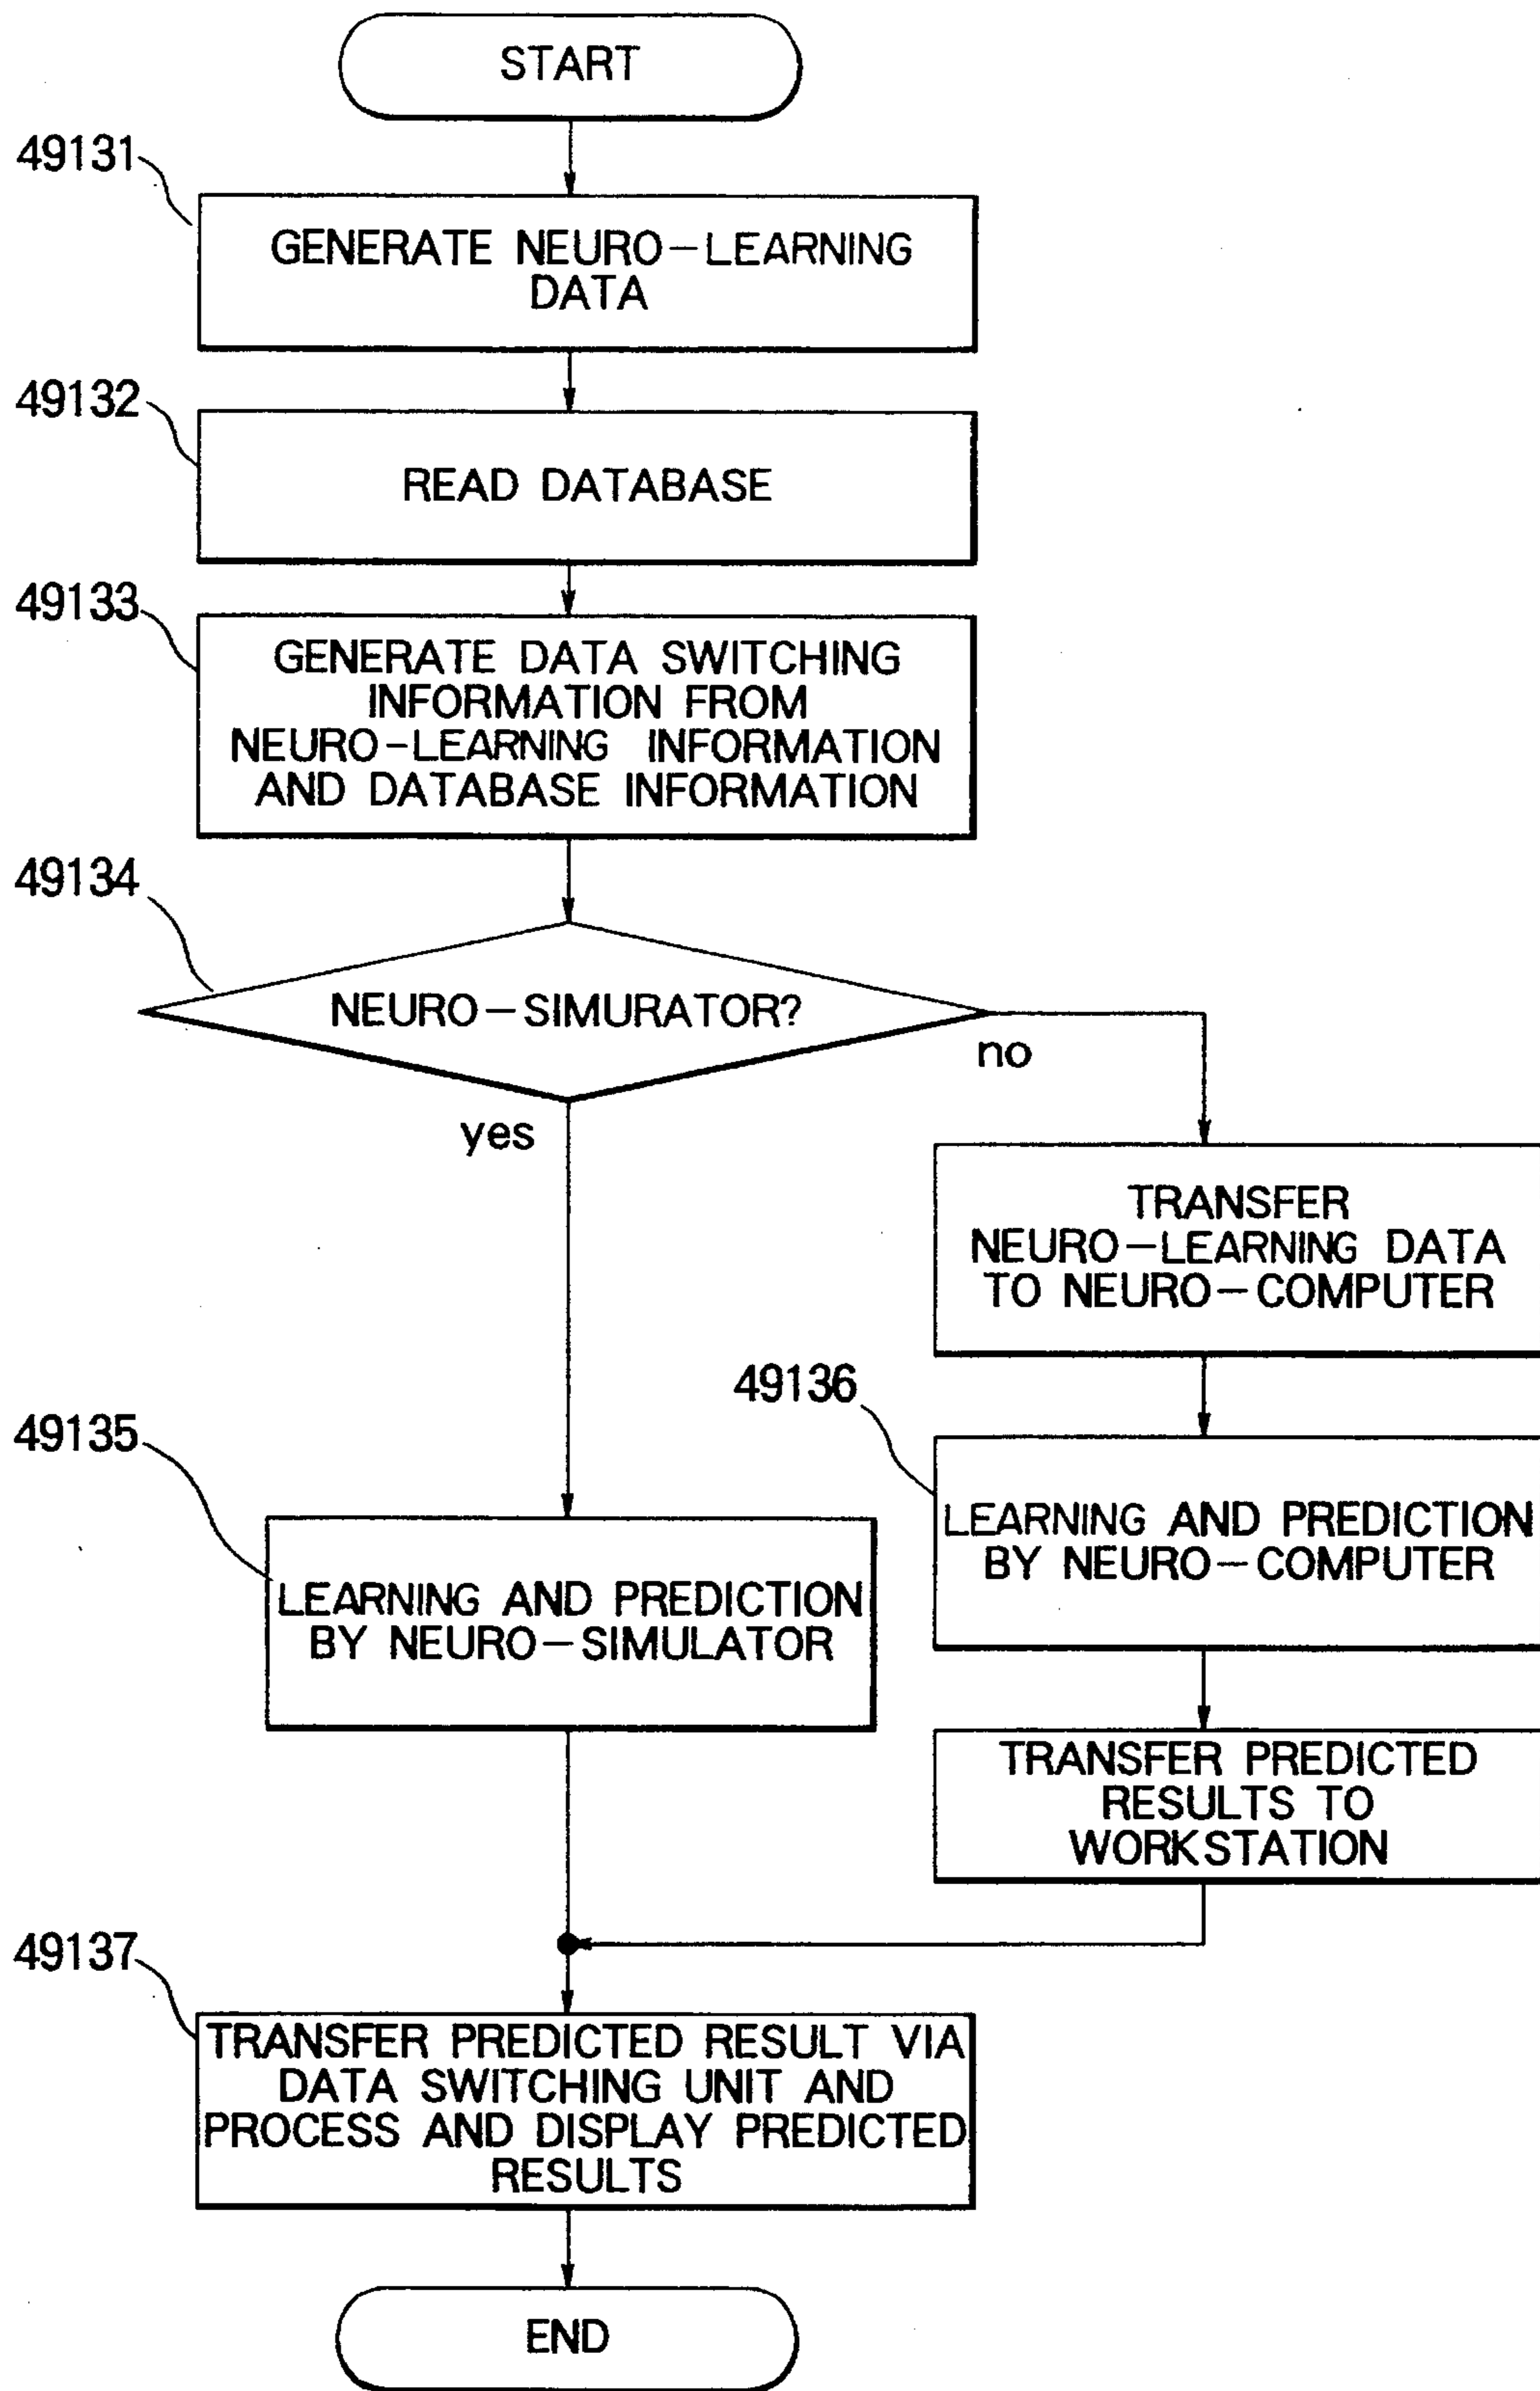 START
49131
GENERATE NEURO-LEARNING
DATA
49132
READ DATABASE
49133
GENERATE DATA SWITCHING
INFORMATION FROM
NEURO-LEARNING INFORMATION
AND DATABASE INFORMATION
49134
NEURO-SIMURATOR?
no
yes
TRANSFER
NEURO-LEARNING DATA
TO NEURO-COMPUTER
49136
LEARNING AND PREDICTION
BY NEURO-COMPUTER
49135
LEARNING AND PREDICTION
BY NEURO-SIMULATOR
TRANSFER PREDICTED
RESULTS TO
WORKSTATION
49137
TRANSFER PREDICTED RESULT VIA
DATA SWITCHING UNIT AND
PROCESS AND DISPLAY PREDICTED
RESULTS
END